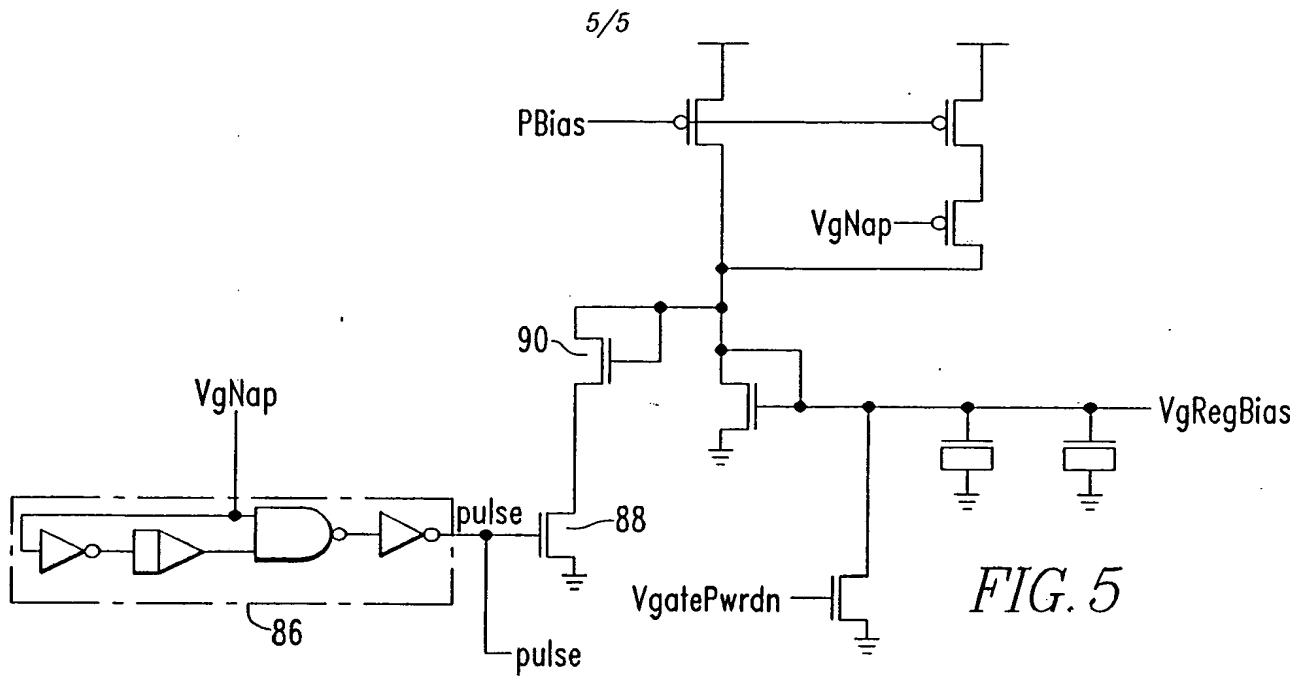 5/5
PBias
VgNap
90
VgNap
VgRegBias
pulse
88
VgatePwrdn
FIG. 5
86
pulse